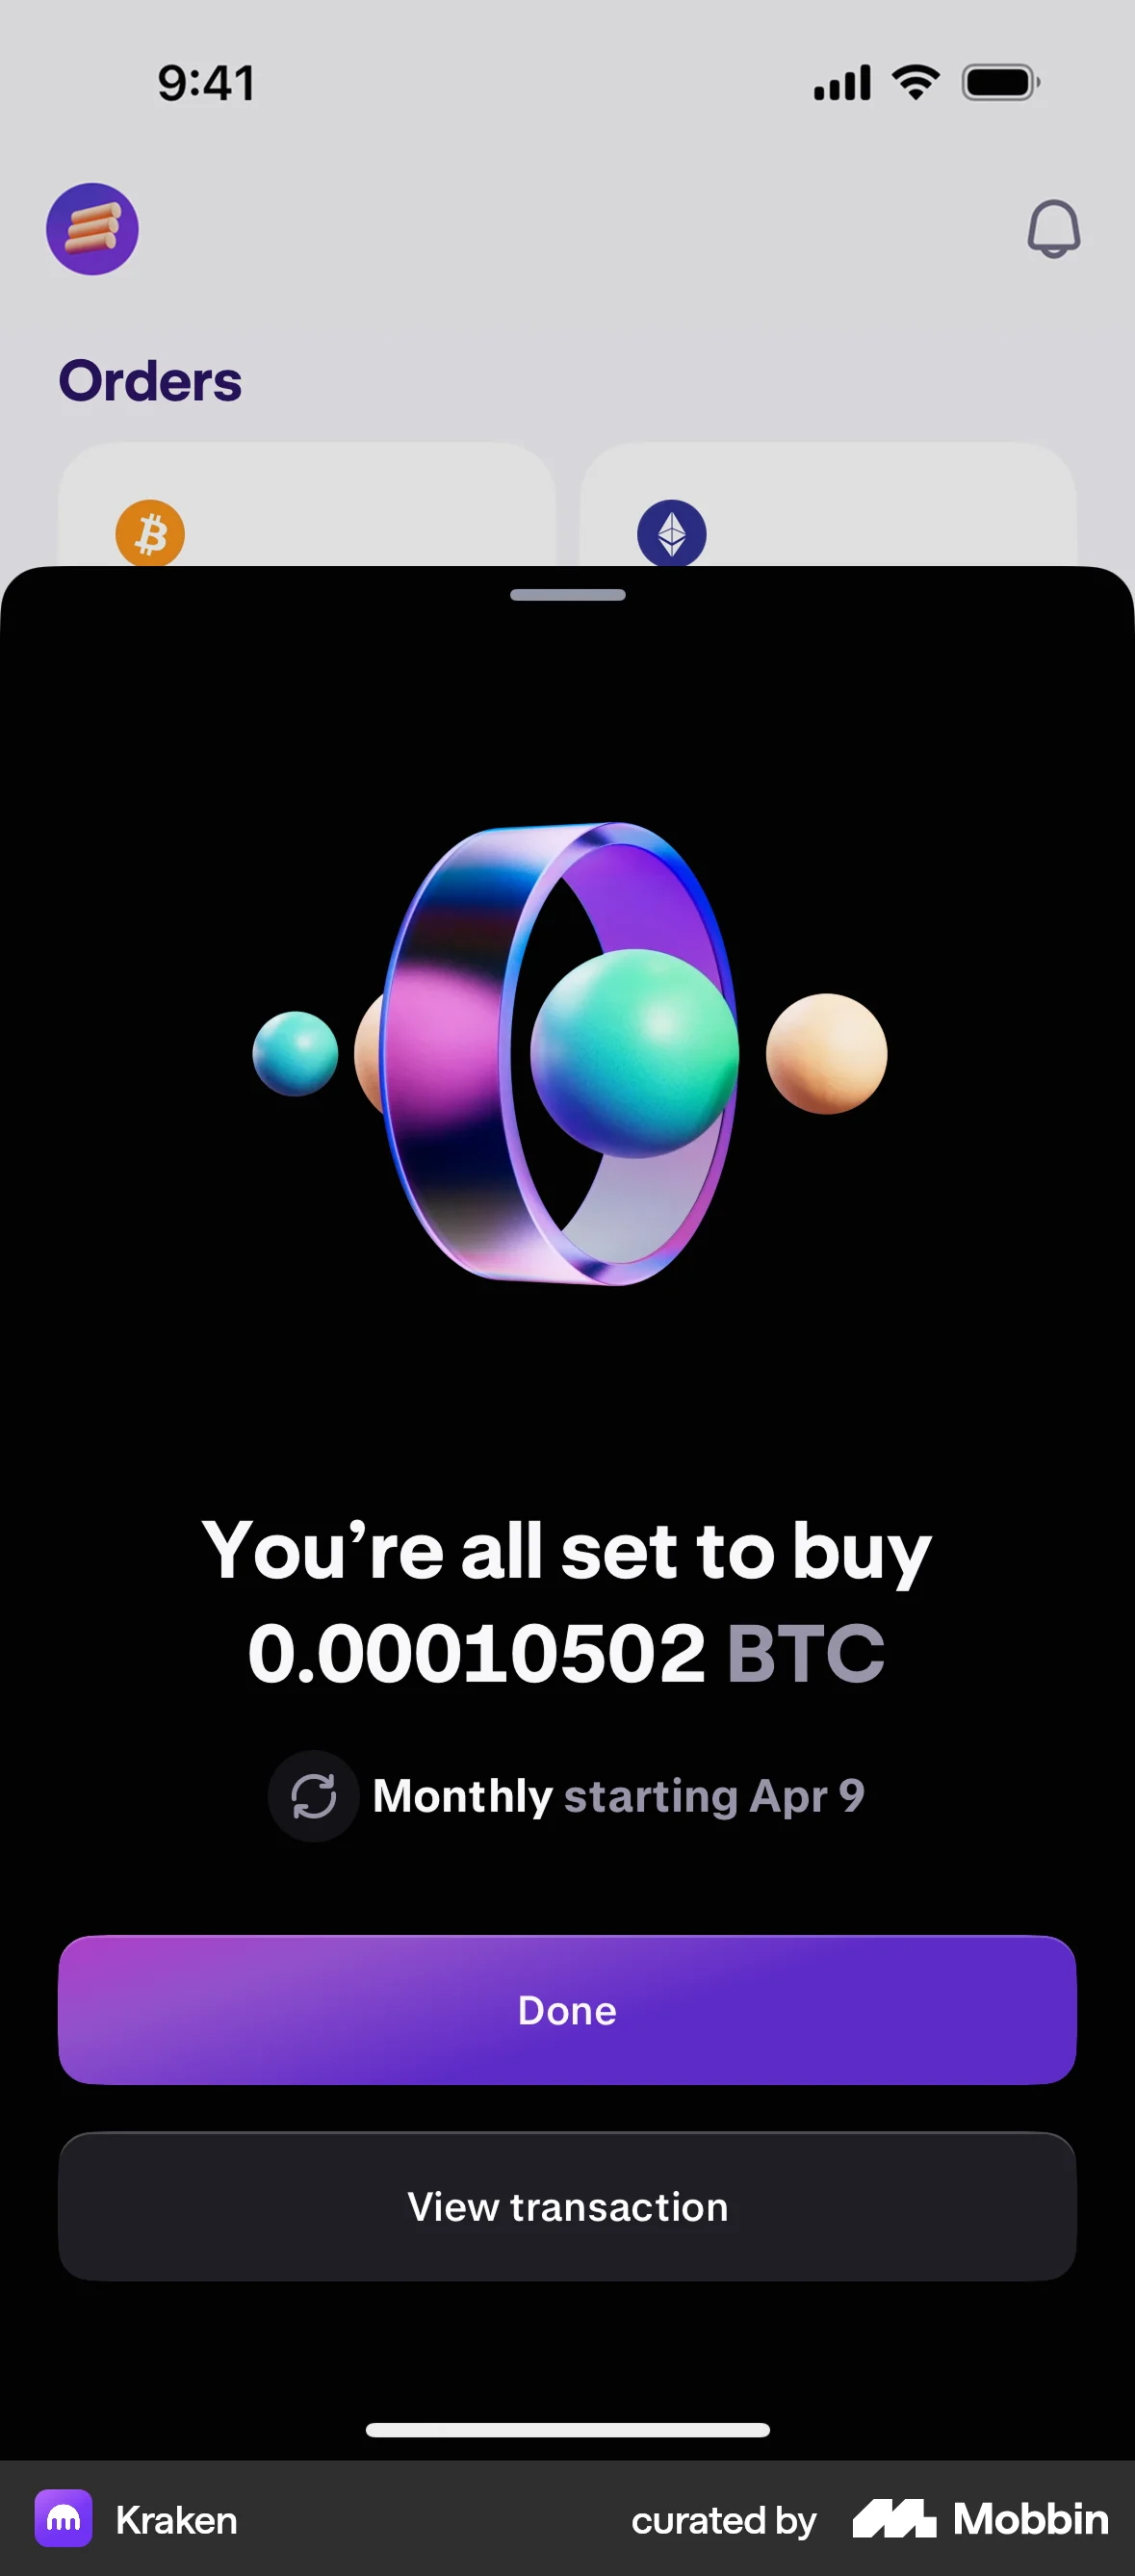 9:41
Orders
You’re all set to buy
0.00010502 BTC
Monthly starting Apr 9
Done
View transaction
Kraken
curated by Mobbin